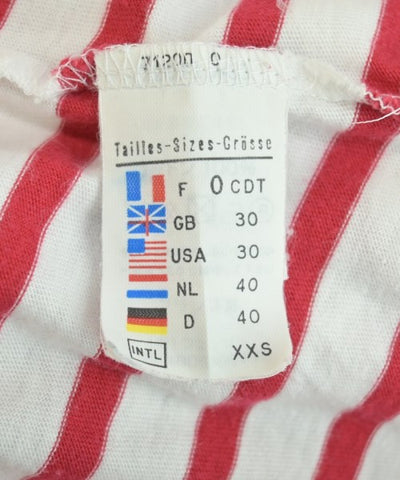 Tailles-Sizes-Grösse
F 0 CDT
GB 30
USA 30
NL 40
D 40
INTL XXS